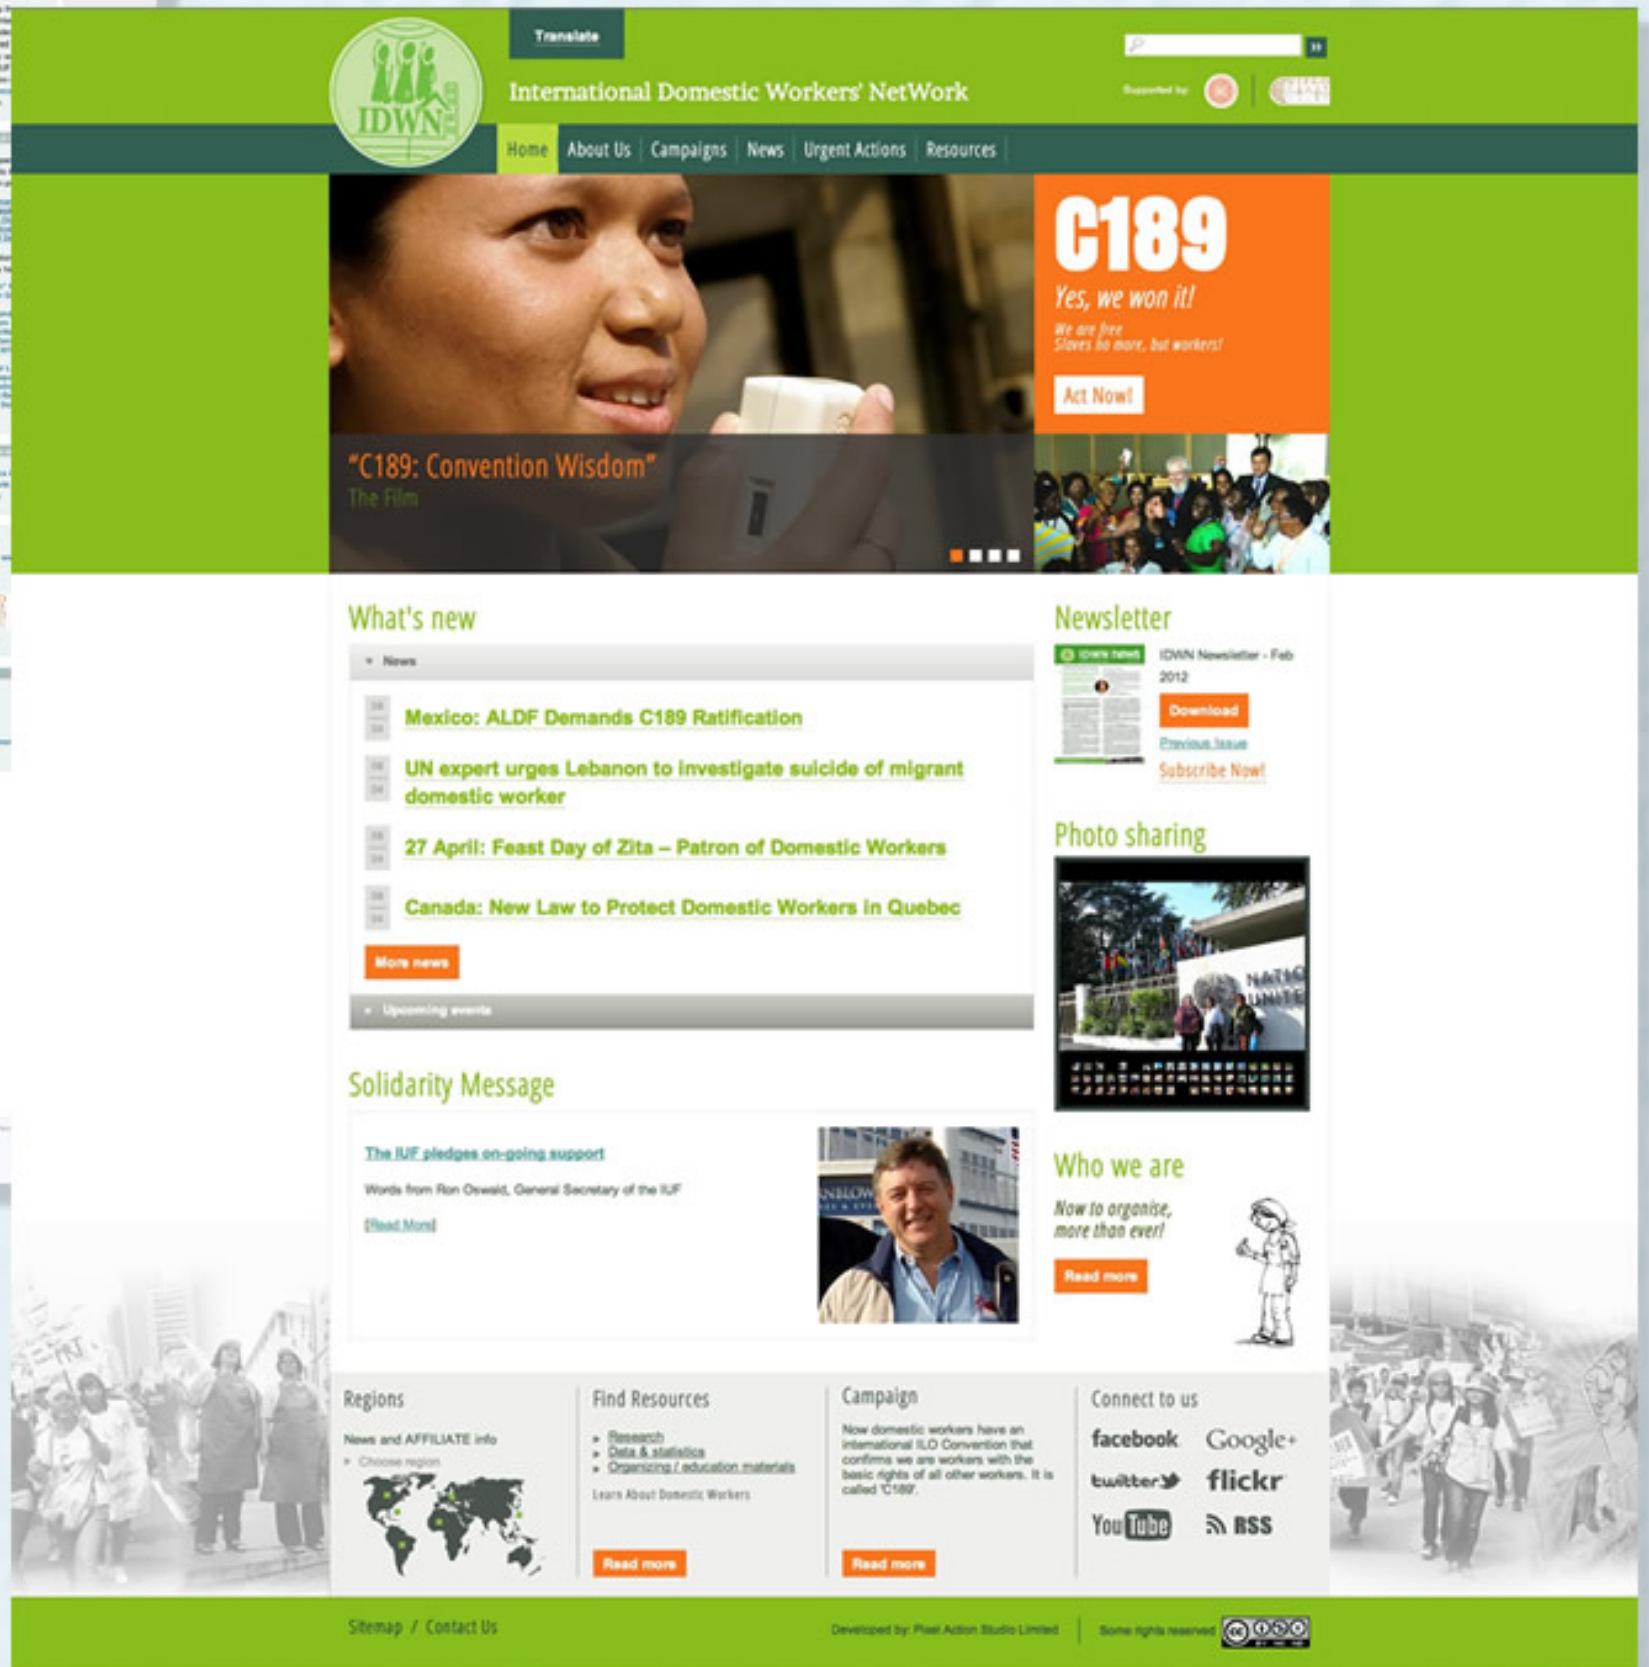 Translate
International Domestic Workers' NetWork
Supported by:
IDWN
Home
About Us
Campaigns
News
Urgent Actions
Resources
C189
Yes, we won it!
We are free
Slaves no more, but workers!
Act Now!
"C189: Convention Wisdom"
The Film
What's new
News
Mexico: ALDF Demands C189 Ratification
UN expert urges Lebanon to investigate suicide of migrant
domestic worker
27 April: Feast Day of Zita – Patron of Domestic Workers
Canada: New Law to Protect Domestic Workers in Quebec
More news
Upcoming events
Newsletter
IDWN news
IDWN Newsletter - Feb
2012
Download
Previous Issue
Subscribe Now!
Photo sharing
NATIO
UNITE
Solidarity Message
The IUF pledges on-going support
Words from Ron Oswald, General Secretary of the IUF
[Read More]
Who we are
Now to organise,
more than ever!
Read more
Regions
News and AFFILIATE info
Choose region
Find Resources
Research
Data & statistics
Organizing / education materials
Learn About Domestic Workers
Read more
Campaign
Now domestic workers have an
international ILO Convention that
confirms we are workers with the
basic rights of all other workers. It is
called 'C189'.
Read more
Connect to us
facebook
Google+
twitter
flickr
YouTube
RSS
Sitemap / Contact Us
Developed by: Pixel Action Studio Limited
Some rights reserved
cc